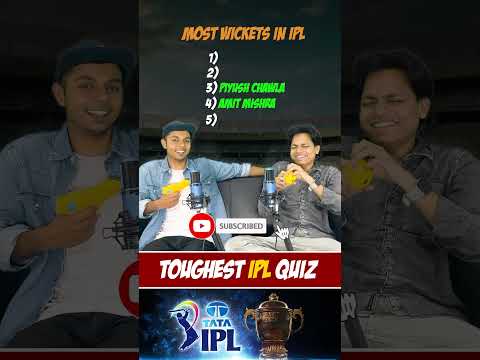 MOST WICKETS IN IPL
1)
2)
3) PIYUSH CHAWLA
4) AMIT MISHRA
5)
SUBSCRIBED
TOUGHEST IPL QUIZ
TATA
IPL